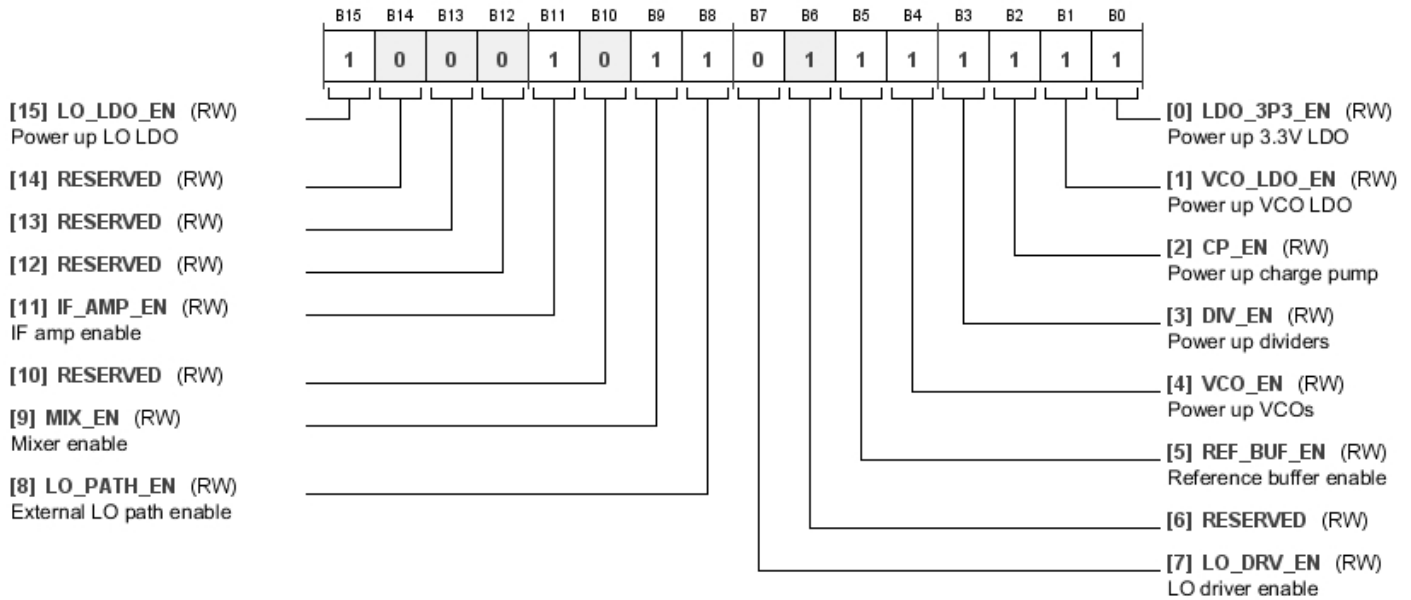 B15 B14 B13 B12 B11 B10 B9 B8 B7 B6 B5 B4 B3 B2 B1 B0
1 0 0 0 1 0 1 1 0 1 1 1 1 1 1 1
[15] LO_LDO_EN (RW)
Power up LO LDO
[14] RESERVED (RW)
[13] RESERVED (RW)
[12] RESERVED (RW)
[11] IF_AMP_EN (RW)
IF amp enable
[10] RESERVED (RW)
[9] MIX_EN (RW)
Mixer enable
[8] LO_PATH_EN (RW)
External LO path enable
[0] LDO_3P3_EN (RW)
Power up 3.3V LDO
[1] VCO_LDO_EN (RW)
Power up VCO LDO
[2] CP_EN (RW)
Power up charge pump
[3] DIV_EN (RW)
Power up dividers
[4] VCO_EN (RW)
Power up VCOs
[5] REF_BUF_EN (RW)
Reference buffer enable
[6] RESERVED (RW)
[7] LO_DRV_EN (RW)
LO driver enable